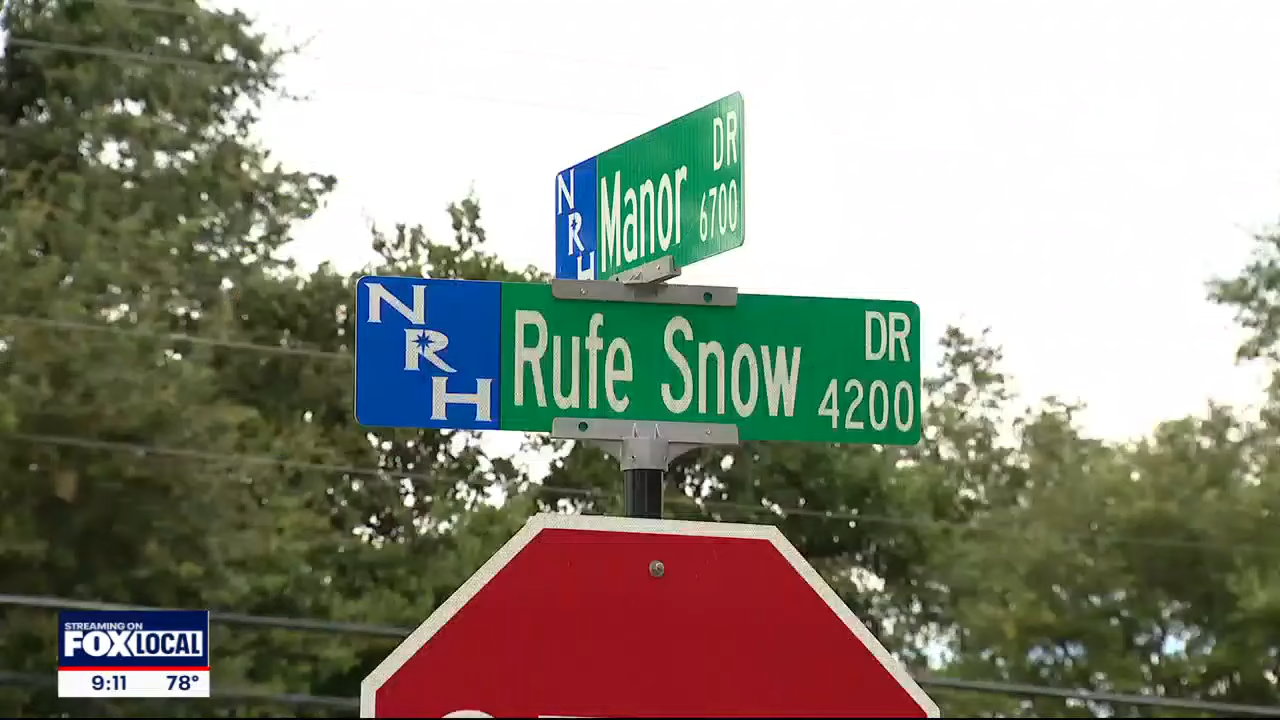 NRH Manor DR 6700
NRH Rufe Snow DR 4200
STREAMING ON
FOX LOCAL
9:11 78°